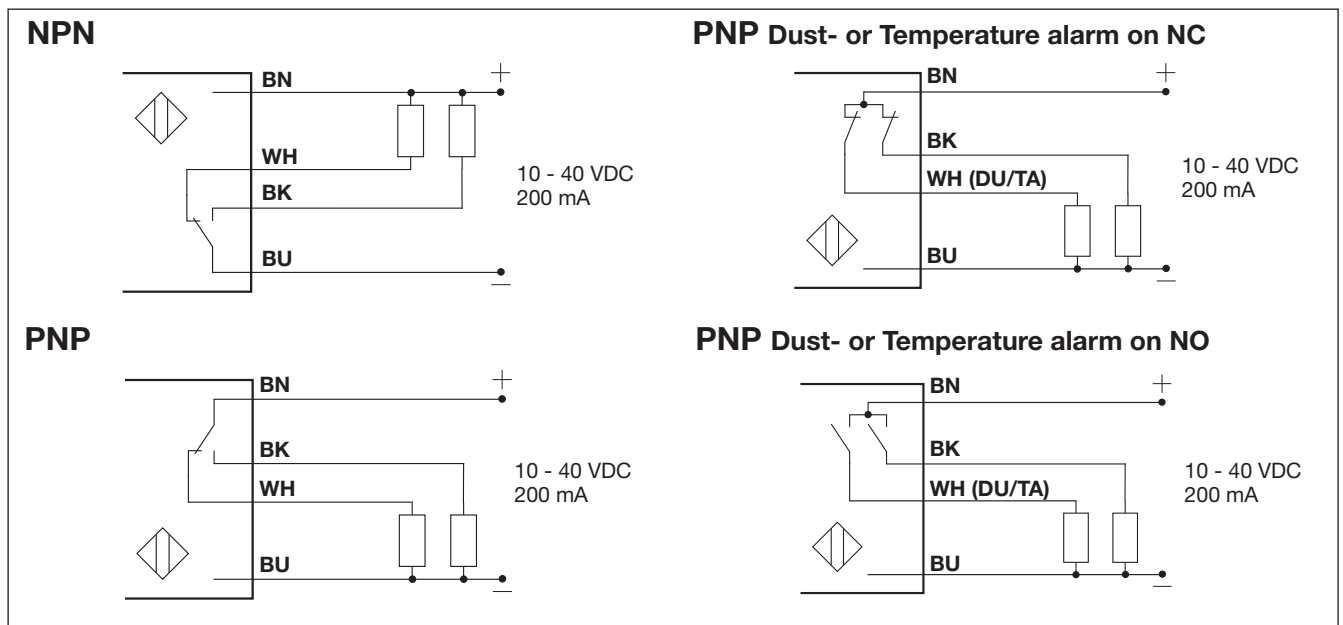 NPN
BN
+
WH
BK
10 - 40 VDC
200 mA
BU
−
PNP Dust- or Temperature alarm on NC
BN
+
BK
WH (DU/TA)
10 - 40 VDC
200 mA
BU
−
PNP
BN
+
BK
WH
10 - 40 VDC
200 mA
BU
−
PNP Dust- or Temperature alarm on NO
BN
+
BK
WH (DU/TA)
10 - 40 VDC
200 mA
BU
−